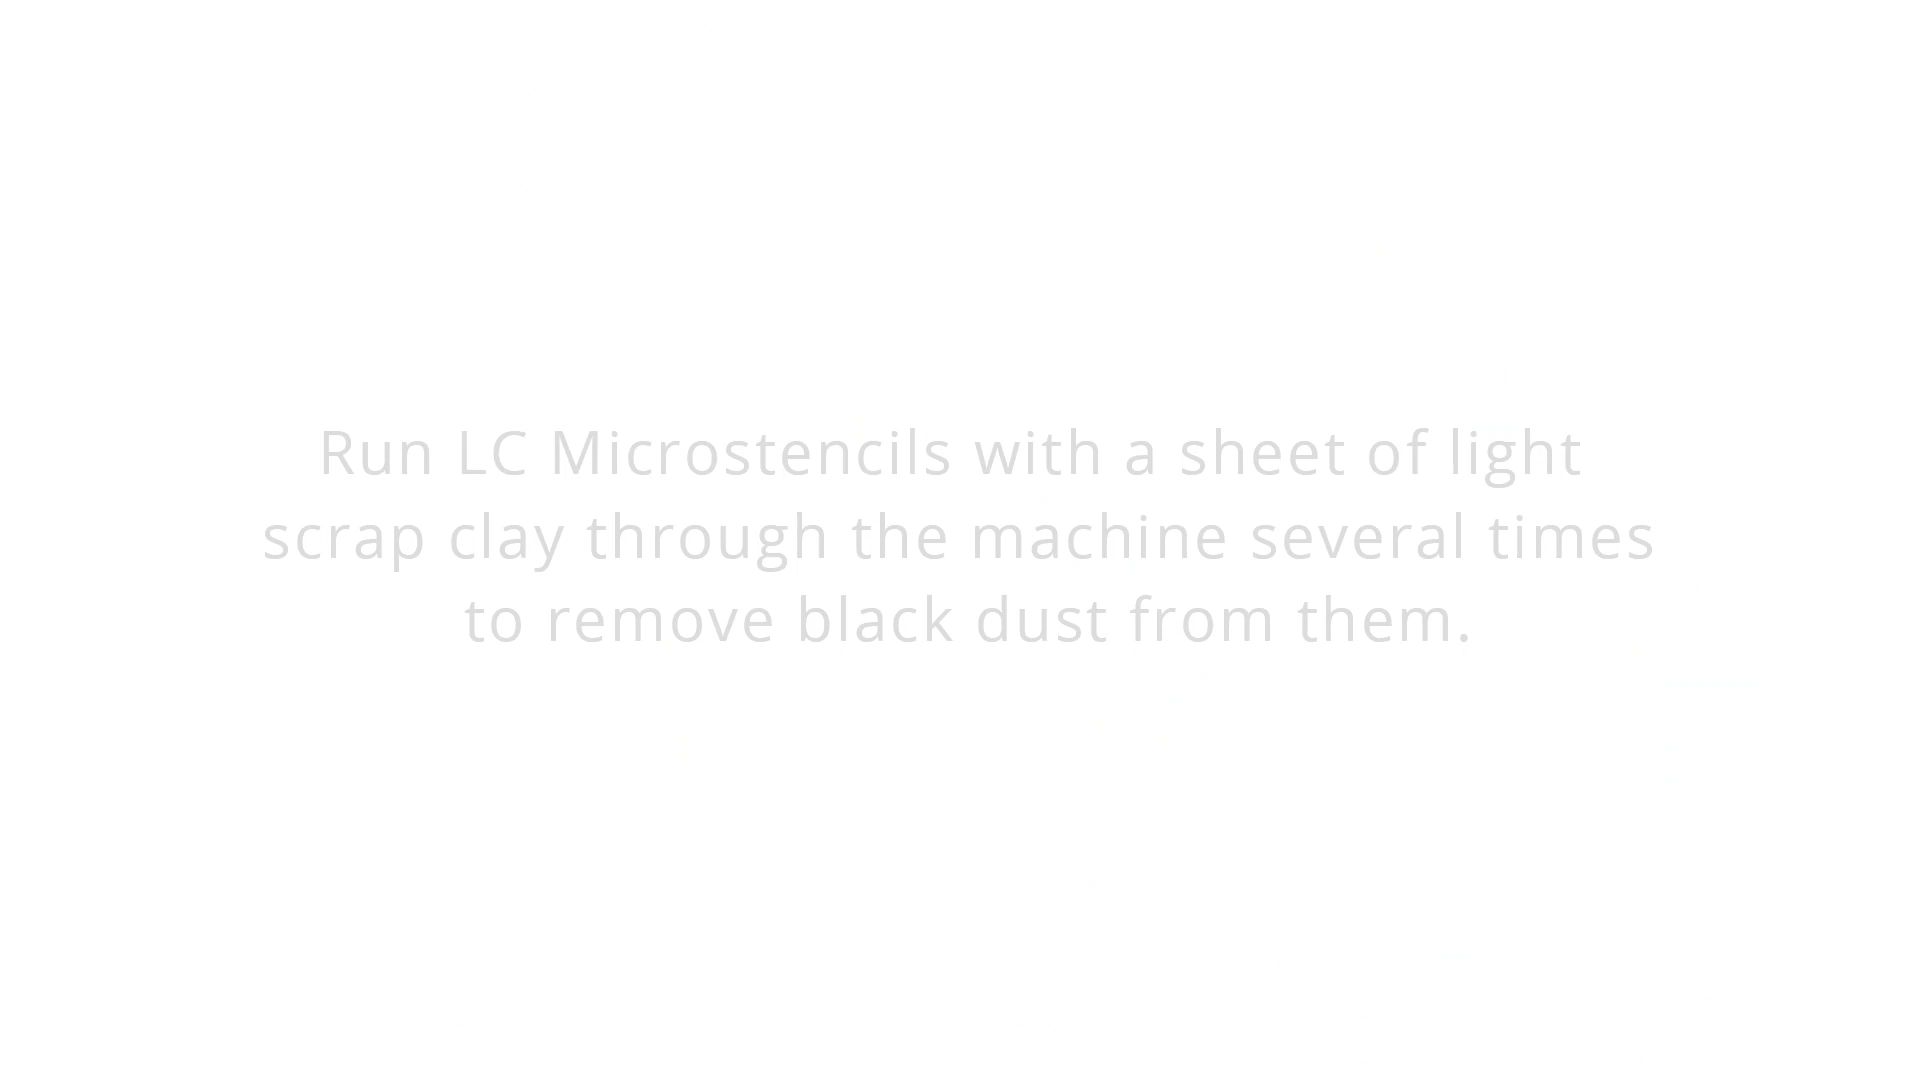 Run LC Microstencils with a sheet of light
scrap clay through the machine several times
to remove black dust from them.